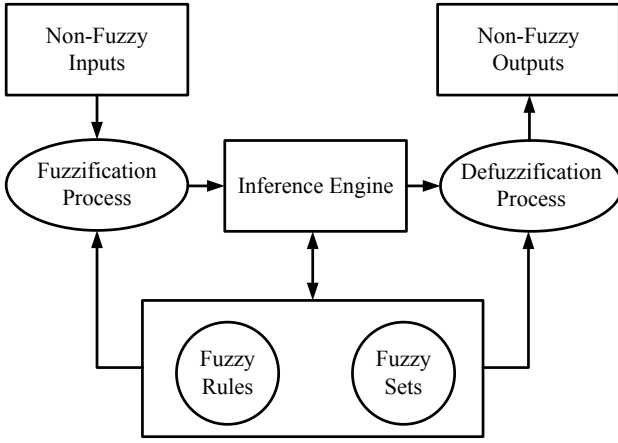 Non-Fuzzy
Inputs
Non-Fuzzy
Outputs
Fuzzification
Process
Inference Engine
Defuzzification
Process
Fuzzy
Rules
Fuzzy
Sets